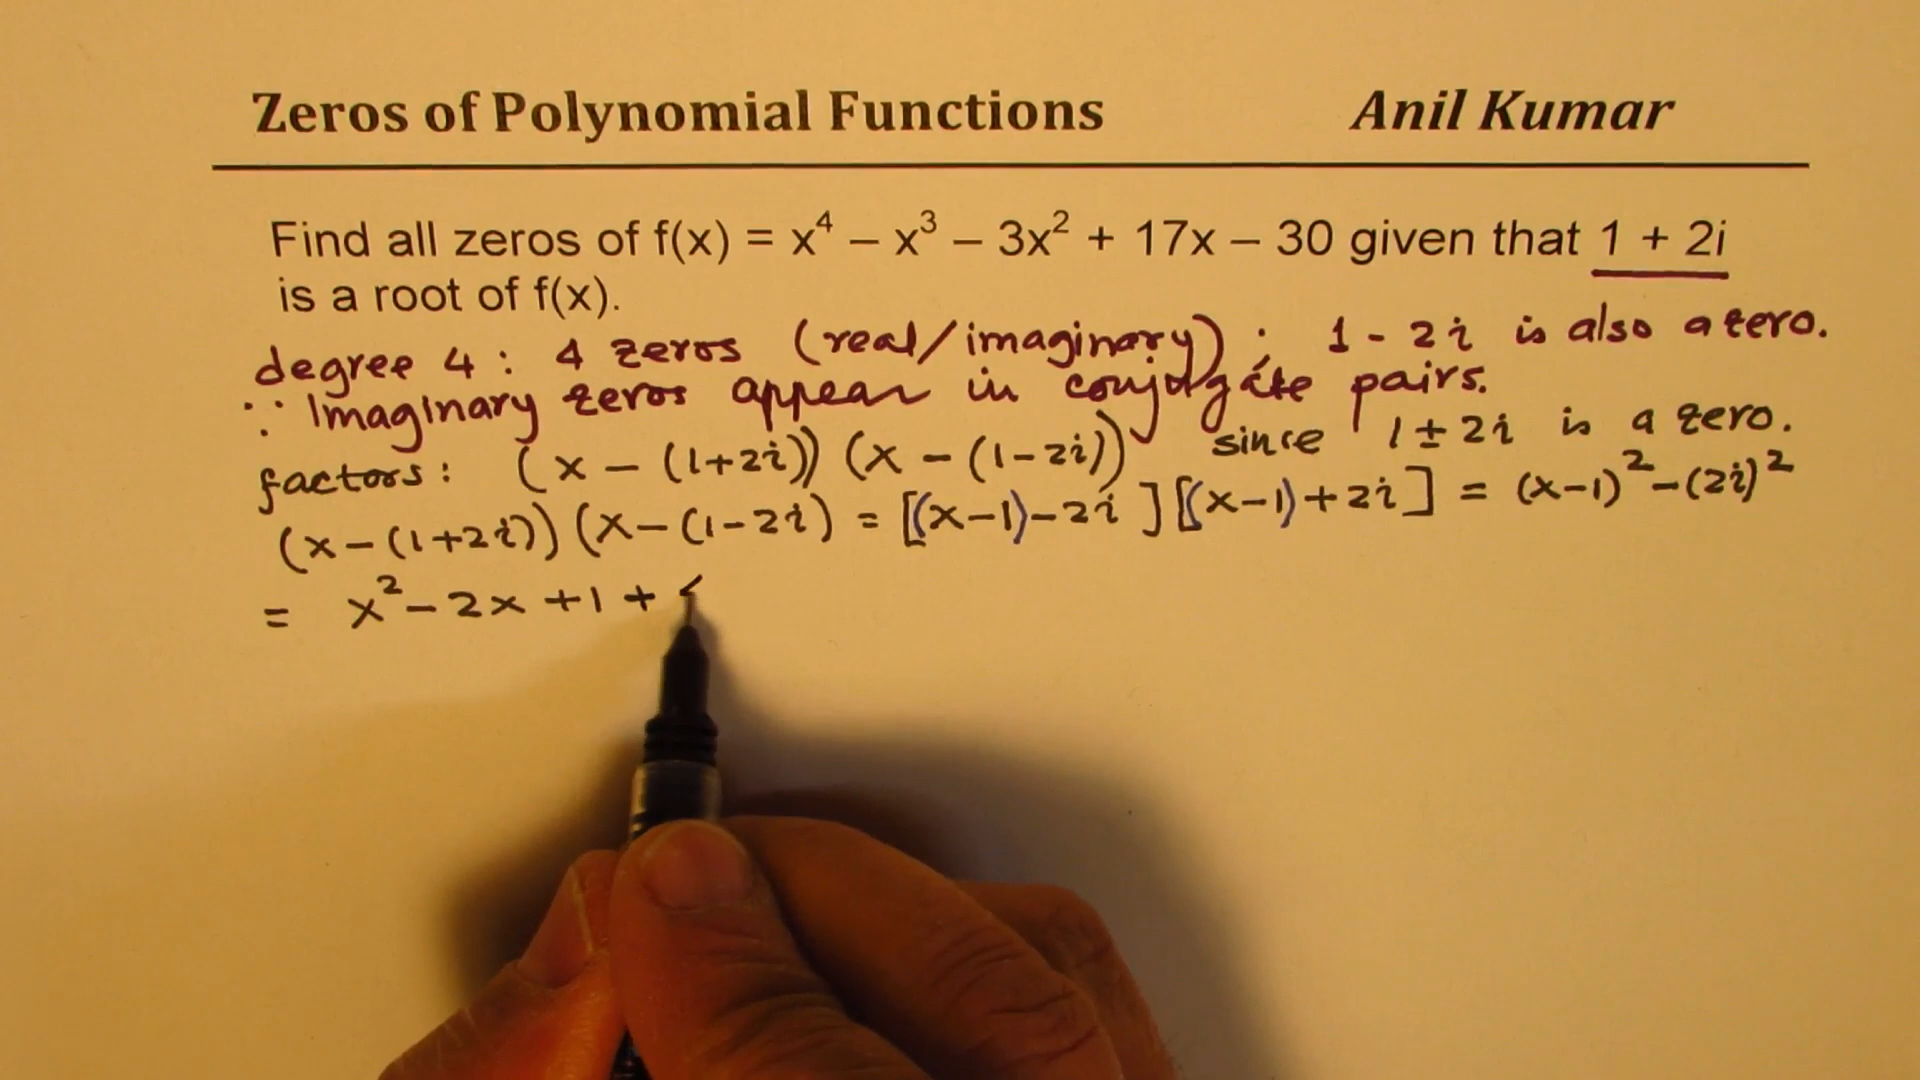 Zeros of Polynomial Functions Anil Kumar
Find all zeros of f(x) = x⁴ – x³ – 3x² + 17x – 30 given that 1 + 2i
is a root of f(x).
degree 4 : 4 zeros (real/imaginary) ; 1 - 2i is also a zero.
∵ Imaginary zeros appear in conjugate pairs.
factors : (x – (1+2i)) (x – (1–2i)) since 1 ± 2i is a zero.
(x–(1+2i)) (x–(1–2i) = [(x–1)–2i] [(x–1)+2i] = (x–1)² – (2i)²
= x² – 2x +1 +